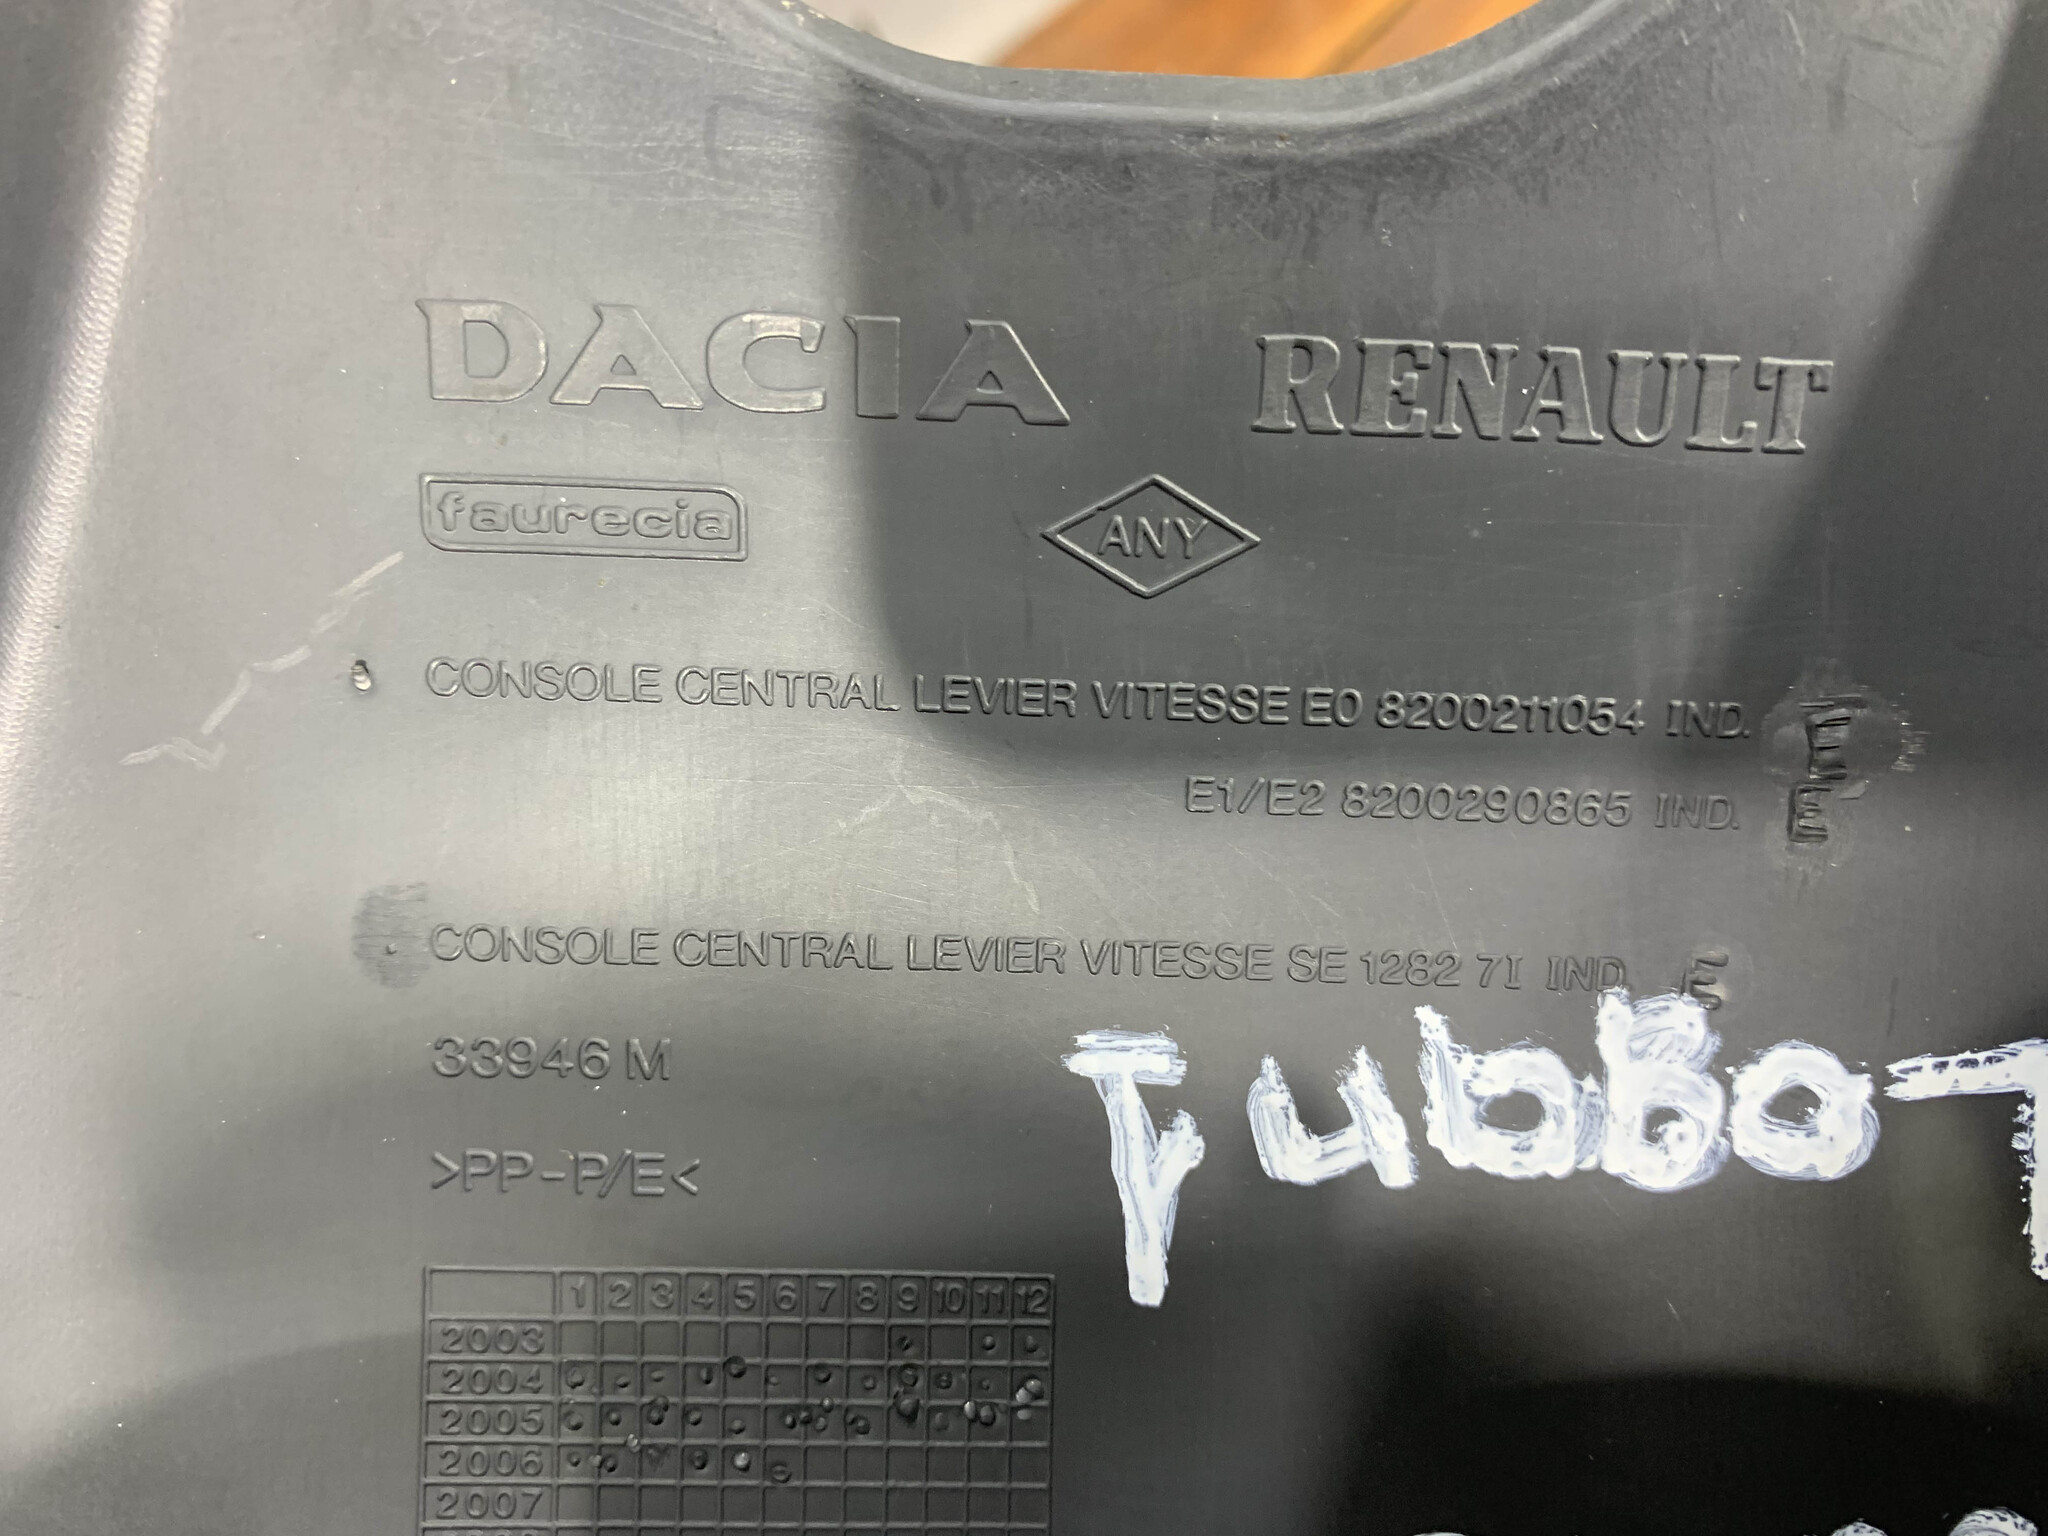 DACIA RENAULT
faurecia ANY
CONSOLE CENTRAL LEVIER VITESSE E0 8200211054 IND.
E1/E2 8200290865 IND. E
CONSOLE CENTRAL LEVIER VITESSE SE 1282 7I IND. E
33946 M
TURBO
>PP-P/E<
1 2 3 4 5 6 7 8 9 10 11 12
2003
2004
2005
2006
2007